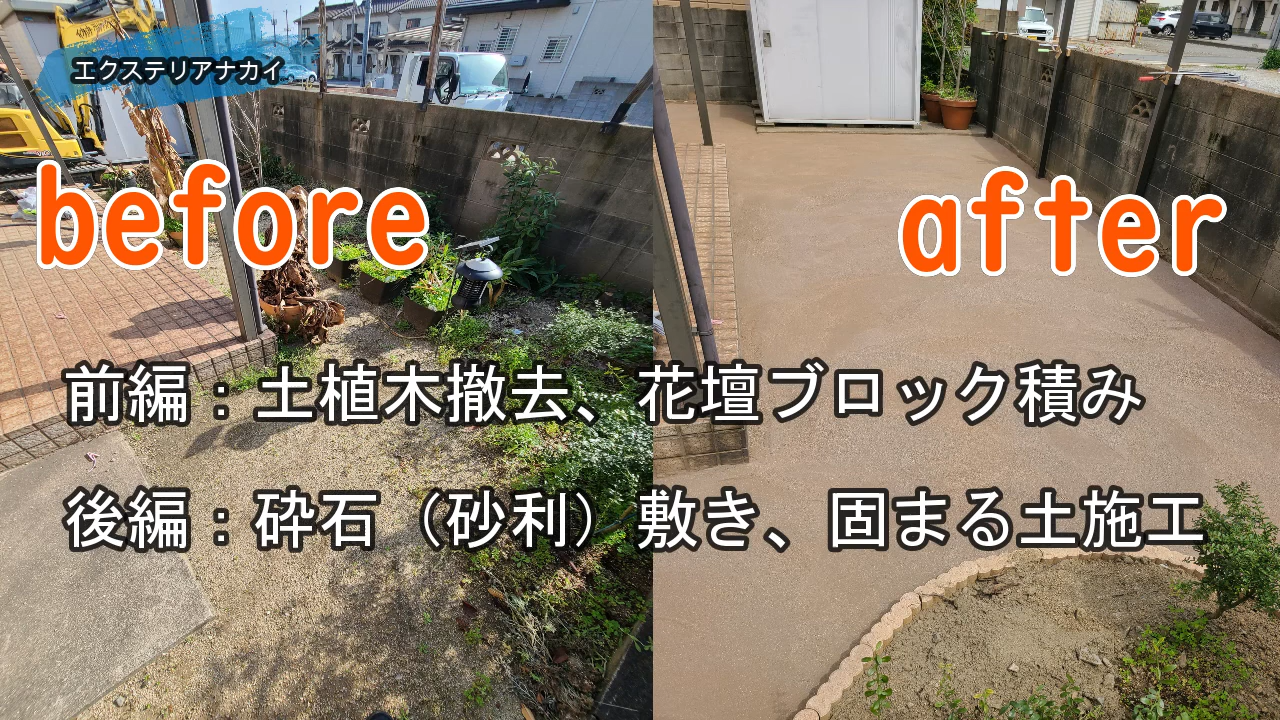 エクステリアナカイ
before
after
前編：土植木撤去、花壇ブロック積み
後編：砕石（砂利）敷き、固まる土施工